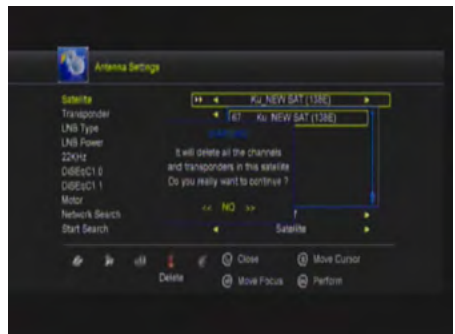 Antenna Settings
Satellite Ku_NEW SAT (138E)
Transponder 67 Ku_NEW SAT (138E)
LNB Type
LNB Power
22KHz
DiSEqC1.0
DiSEqC1.1
Motor
Network Search
Start Search Satellite
It will delete all the channels
and transponders in this satellite
Do you really want to continue ?
<< NO >>
Delete
Close
Move Cursor
Move Focus
Perform